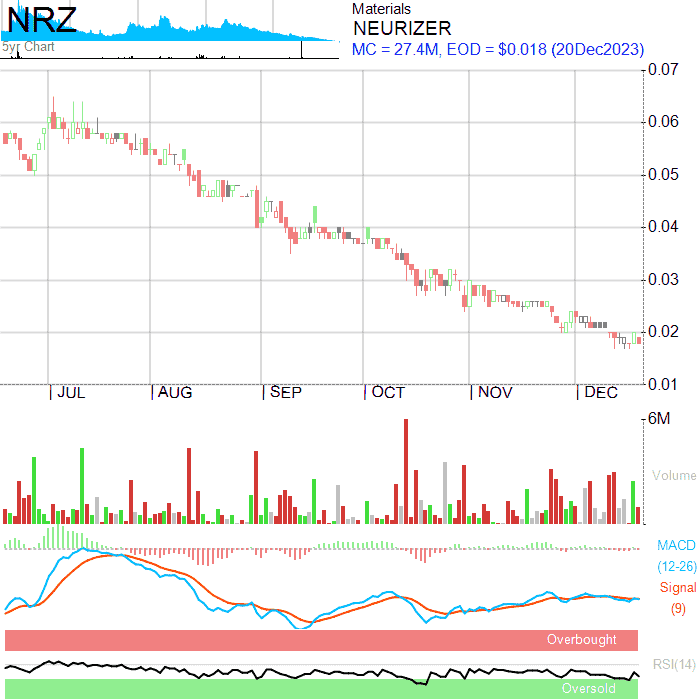 NRZ
5yr Chart
Materials
NEURIZER
MC = 27.4M, EOD = $0.018 (20Dec2023)
0.07
0.06
0.05
0.04
0.03
0.02
0.01
JUL AUG SEP OCT NOV DEC
6M
Volume
MACD
(12-26)
Signal
(9)
Overbought
RSI(14)
Oversold